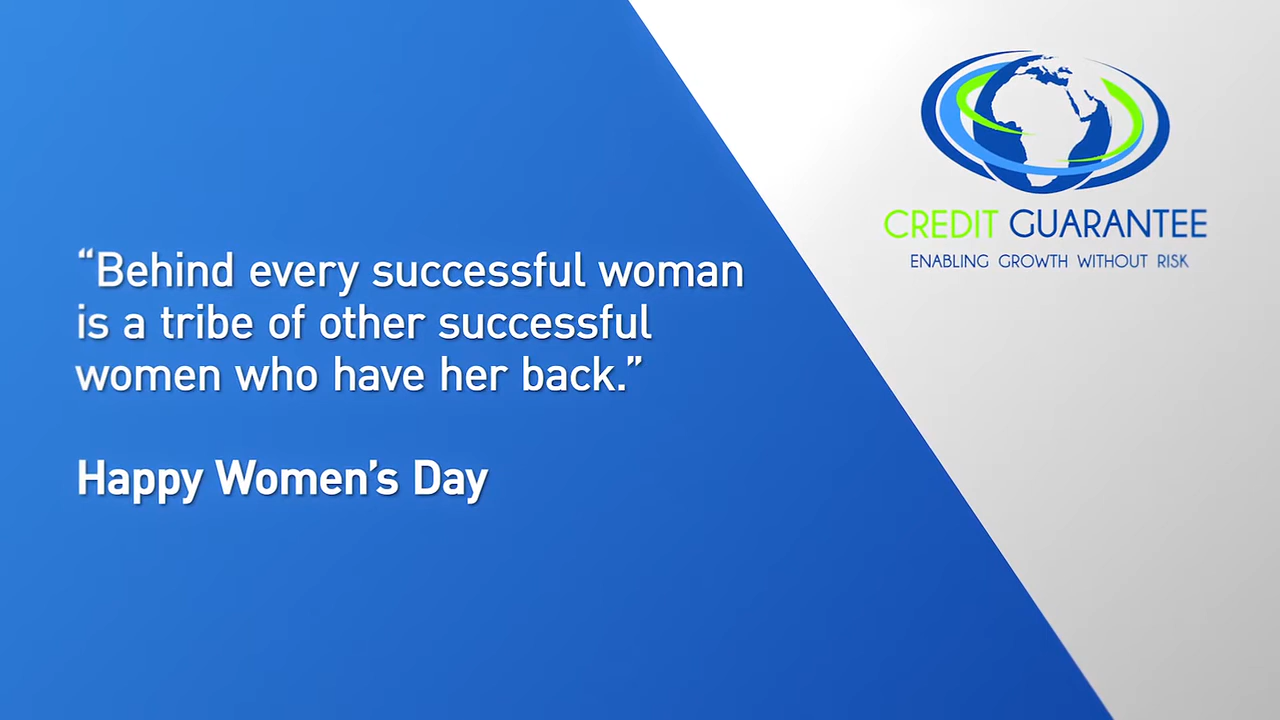 “Behind every successful woman
is a tribe of other successful
women who have her back.”
Happy Women’s Day
CREDIT GUARANTEE
ENABLING GROWTH WITHOUT RISK